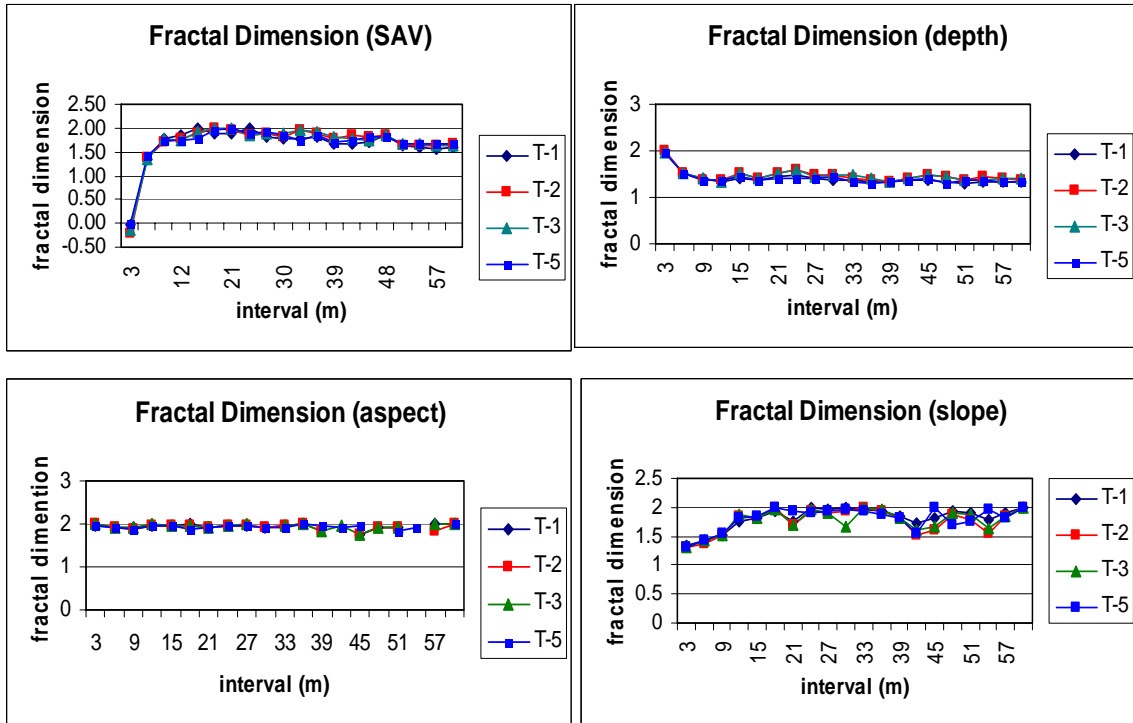 Fractal Dimension (SAV)
fractal dimension
2.50
2.00
1.50
1.00
0.50
0.00
-0.50
3 12 21 30 39 48 57
interval (m)
T-1
T-2
T-3
T-5
Fractal Dimension (depth)
fractal dimension
3
2
1
0
3 9 15 21 27 33 39 45 51 57
interval (m)
T-1
T-2
T-3
T-5
Fractal Dimension (aspect)
fractal dimention
3
2
1
0
3 9 15 21 27 33 39 45 51 57
interval (m)
T-1
T-2
T-3
T-5
Fractal Dimension (slope)
fractal dimension
2.5
2
1.5
1
0.5
0
3 9 15 21 27 33 39 45 51 57
interval (m)
T-1
T-2
T-3
T-5